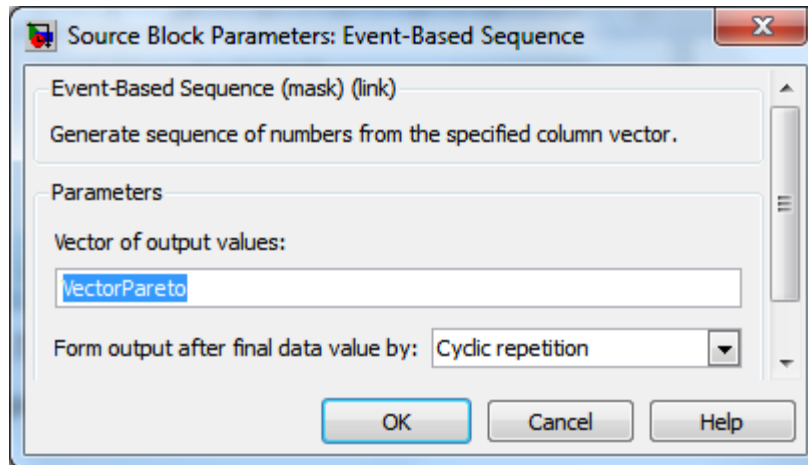 Source Block Parameters: Event-Based Sequence
Event-Based Sequence (mask) (link)
Generate sequence of numbers from the specified column vector.
Parameters
Vector of output values:
VectorPareto
Form output after final data value by: Cyclic repetition
OK Cancel Help